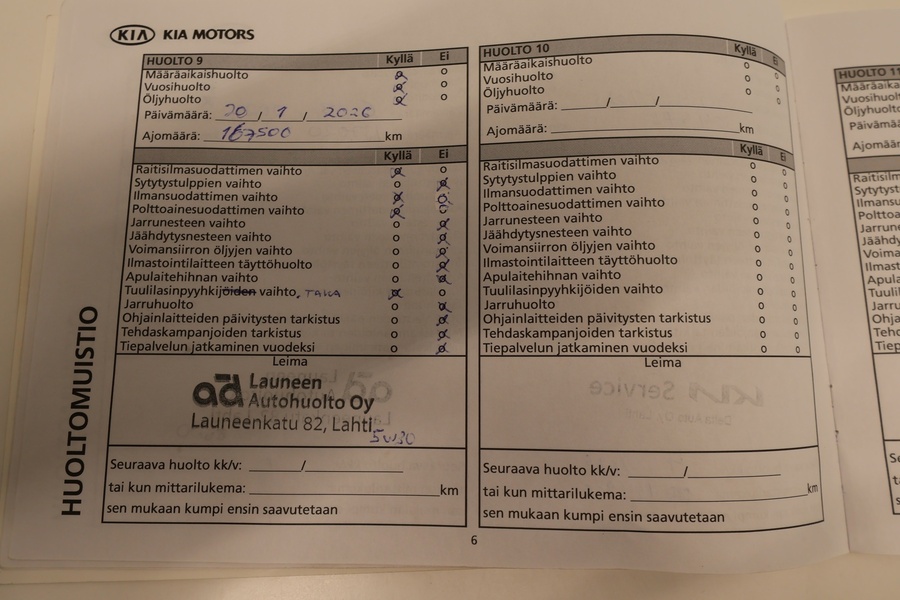 KIA KIA MOTORS
HUOLTOMUISTIO
HUOLTO 9 Kyllä Ei
Määräaikaishuolto o o
Vuosihuolto o o
Öljyhuolto o o
Päivämäärä: 20 / 1 / 2026
Ajomäärä: 167500 km
Kyllä Ei
Raitisilmasuodattimen vaihto o o
Sytytystulppien vaihto o o
Ilmansuodattimen vaihto o o
Polttoainesuodattimen vaihto o o
Jarrunesteen vaihto o o
Jäähdytysnesteen vaihto o o
Voimansiirron öljyjen vaihto o o
Ilmastointilaitteen täyttöhuolto o o
Apulaitehihnan vaihto o o
Tuulilasinpyyhkijöiden vaihto, TAKA o o
Jarruhuolto o o
Ohjainlaitteiden päivitysten tarkistus o o
Tehdaskampanjoiden tarkistus o o
Tiepalvelun jatkaminen vuodeksi o o
Leima
ad Launeen
Autohuolto Oy
Launeenkatu 82, Lahti
5w30
Seuraava huolto kk/v: /
tai kun mittarilukema: km
sen mukaan kumpi ensin saavutetaan
HUOLTO 10 Kyllä Ei
Määräaikaishuolto o o
Vuosihuolto o o
Öljyhuolto o o
Päivämäärä: / /
Ajomäärä: km
Kyllä Ei
Raitisilmasuodattimen vaihto o o
Sytytystulppien vaihto o o
Ilmansuodattimen vaihto o o
Polttoainesuodattimen vaihto o o
Jarrunesteen vaihto o o
Jäähdytysnesteen vaihto o o
Voimansiirron öljyjen vaihto o o
Ilmastointilaitteen täyttöhuolto o o
Apulaitehihnan vaihto o o
Tuulilasinpyyhkijöiden vaihto o o
Jarruhuolto o o
Ohjainlaitteiden päivitysten tarkistus o o
Tehdaskampanjoiden tarkistus o o
Tiepalvelun jatkaminen vuodeksi o o
Leima
Seuraava huolto kk/v: /
tai kun mittarilukema: km
sen mukaan kumpi ensin saavutetaan
6
HUOLTO 11